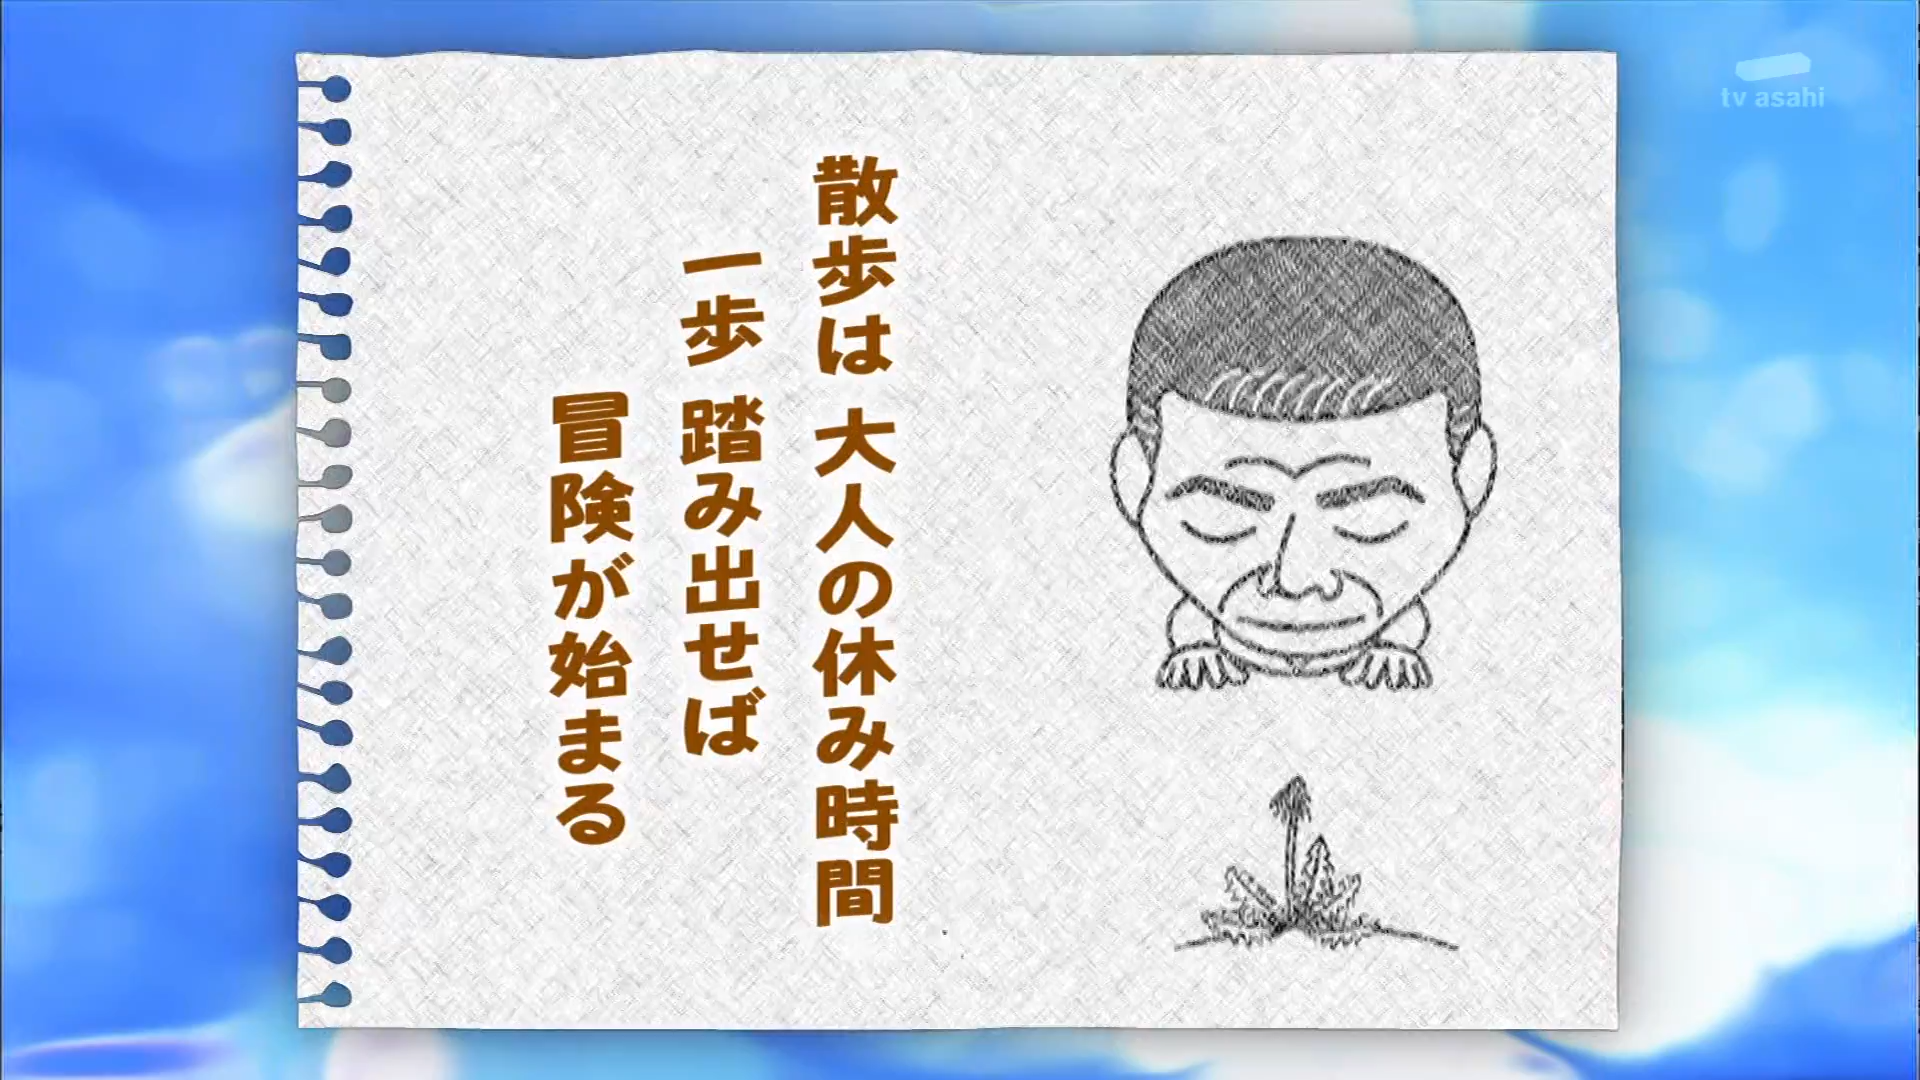 散歩は 大人の休み時間
一歩 踏み出せば
冒険が始まる
tv asahi